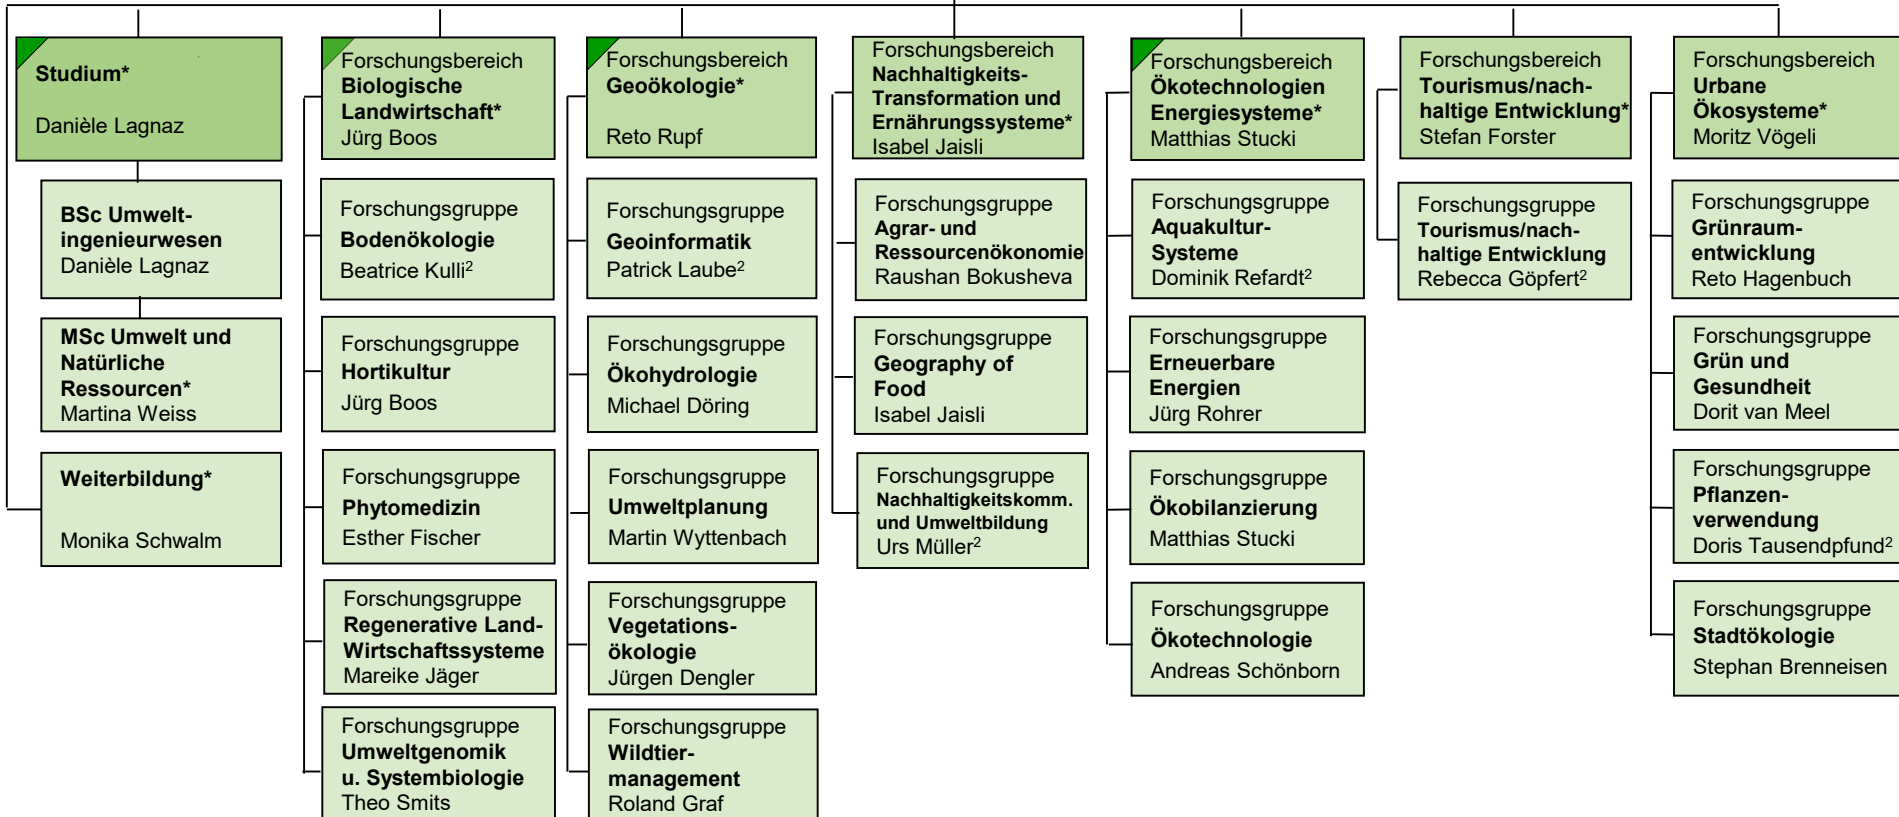 Studium*
Danièle Lagnaz
BSc Umwelt-
ingenieurwesen
Danièle Lagnaz
MSc Umwelt und
Natürliche
Ressourcen*
Martina Weiss
Weiterbildung*
Monika Schwalm
Forschungsbereich
Biologische
Landwirtschaft*
Jürg Boos
Forschungsgruppe
Bodenökologie
Beatrice Kulli²
Forschungsgruppe
Hortikultur
Jürg Boos
Forschungsgruppe
Phytomedizin
Esther Fischer
Forschungsgruppe
Regenerative Land-
Wirtschaftssysteme
Mareike Jäger
Forschungsgruppe
Umweltgenomik
u. Systembiologie
Theo Smits
Forschungsbereich
Geoökologie*
Reto Rupf
Forschungsgruppe
Geoinformatik
Patrick Laube²
Forschungsgruppe
Ökohydrologie
Michael Döring
Forschungsgruppe
Umweltplanung
Martin Wyttenbach
Forschungsgruppe
Vegetations-
ökologie
Jürgen Dengler
Forschungsgruppe
Wildtier-
management
Roland Graf
Forschungsbereich
Nachhaltigkeits-
Transformation und
Ernährungssysteme*
Isabel Jaisli
Forschungsgruppe
Agrar- und
Ressourcenökonomie
Raushan Bokusheva
Forschungsgruppe
Geography of
Food
Isabel Jaisli
Forschungsgruppe
Nachhaltigkeitskomm.
und Umweltbildung
Urs Müller²
Forschungsbereich
Ökotechnologien
Energiesysteme*
Matthias Stucki
Forschungsgruppe
Aquakultur-
Systeme
Dominik Refardt²
Forschungsgruppe
Erneuerbare
Energien
Jürg Rohrer
Forschungsgruppe
Ökobilanzierung
Matthias Stucki
Forschungsgruppe
Ökotechnologie
Andreas Schönborn
Forschungsbereich
Tourismus/nach-
haltige Entwicklung*
Stefan Forster
Forschungsgruppe
Tourismus/nach-
haltige Entwicklung
Rebecca Göpfert²
Forschungsbereich
Urbane
Ökosysteme*
Moritz Vögeli
Forschungsgruppe
Grünraum-
entwicklung
Reto Hagenbuch
Forschungsgruppe
Grün und
Gesundheit
Dorit van Meel
Forschungsgruppe
Pflanzen-
verwendung
Doris Tausendpfund²
Forschungsgruppe
Stadtökologie
Stephan Brenneisen